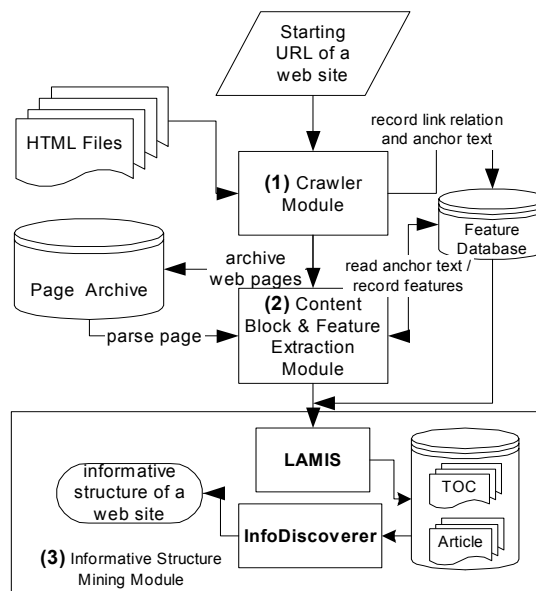 Starting
URL of a
web site
HTML Files
record link relation
and anchor text
(1) Crawler
Module
Feature
Database
Page Archive
archive
web pages
read anchor text /
record features
(2) Content
Block & Feature
Extraction
Module
parse page
LAMIS
informative
structure of a
web site
TOC
InfoDiscoverer
Article
(3) Informative Structure
Mining Module